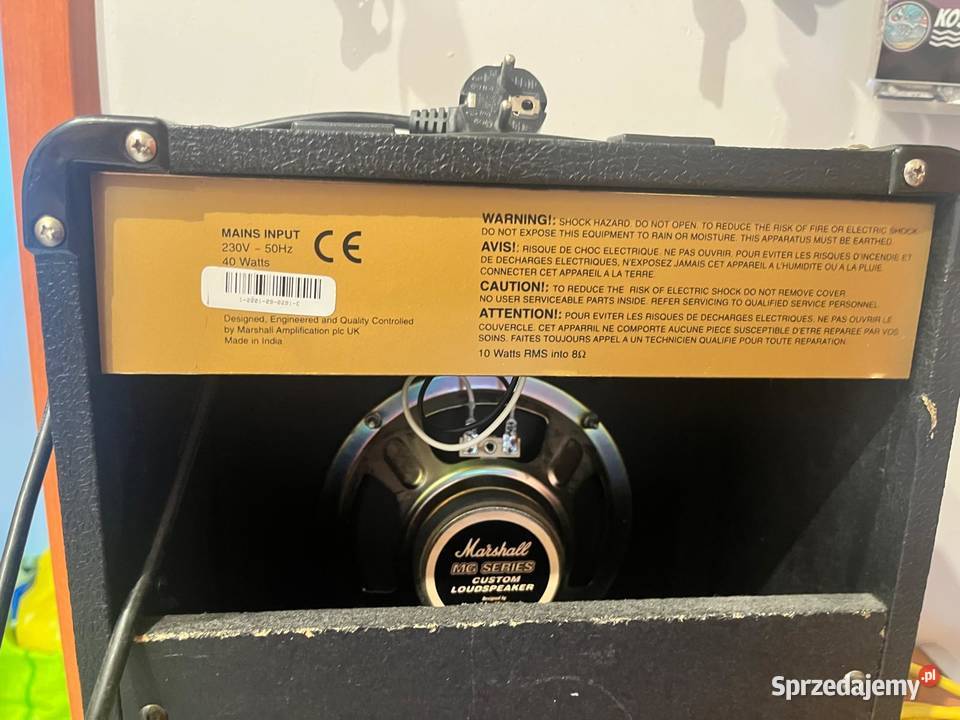 MAINS INPUT
230V ~ 50Hz
40 Watts
CE
Designed, Engineered and Quality Controlled
by Marshall Amplification plc UK
Made in India
WARNING!: SHOCK HAZARD. DO NOT OPEN. TO REDUCE THE RISK OF FIRE OR ELECTRIC SHOCK
DO NOT EXPOSE THIS EQUIPMENT TO RAIN OR MOISTURE. THIS APPARATUS MUST BE EARTHED.
AVIS!: RISQUE DE CHOC ELECTRIQUE. NE PAS OUVRIR. POUR EVITER LES RISQUES D'INCENDIE ET
DE DECHARGES ELECTRIQUES, N'EXPOSEZ JAMAIS CET APPAREIL A L'HUMIDITE OU A LA PLUIE.
CONNECTER CET APPAREIL A LA TERRE.
CAUTION!: TO REDUCE THE RISK OF ELECTRIC SHOCK DO NOT REMOVE COVER
NO USER SERVICEABLE PARTS INSIDE. REFER SERVICING TO QUALIFIED SERVICE PERSONNEL.
ATTENTION!: POUR EVITER LES RISQUES DE DECHARGES ELECTRIQUES, NE PAS OUVRIR LE
COUVERCLE. CET APPARRIL NE COMPORTE AUCUNE PIECE SUSCEPTIBLE D'ETRE REPAREE PAR VOS
SOINS. FAITES TOUJOURS APPEL A UN TECHNICIEN QUALIFIE POUR TOUTE REPARATION.
10 Watts RMS into 8Ω
Marshall
MG SERIES
CUSTOM
LOUDSPEAKER
Designed by
Sprzedajemy.pl